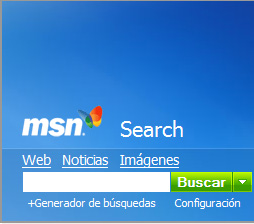 msn Search
Web Noticias Imágenes
Buscar
+Generador de búsquedas Configuración